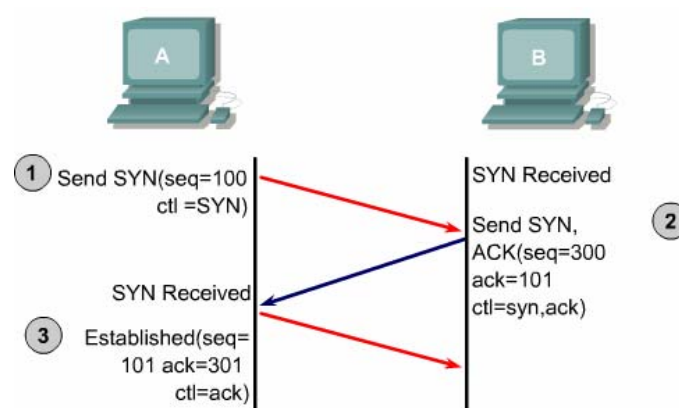 A
B
1
Send SYN(seq=100
ctl =SYN)
SYN Received
Send SYN,
ACK(seq=300
ack=101
ctl=syn,ack)
2
SYN Received
3
Established(seq=
101 ack=301
ctl=ack)